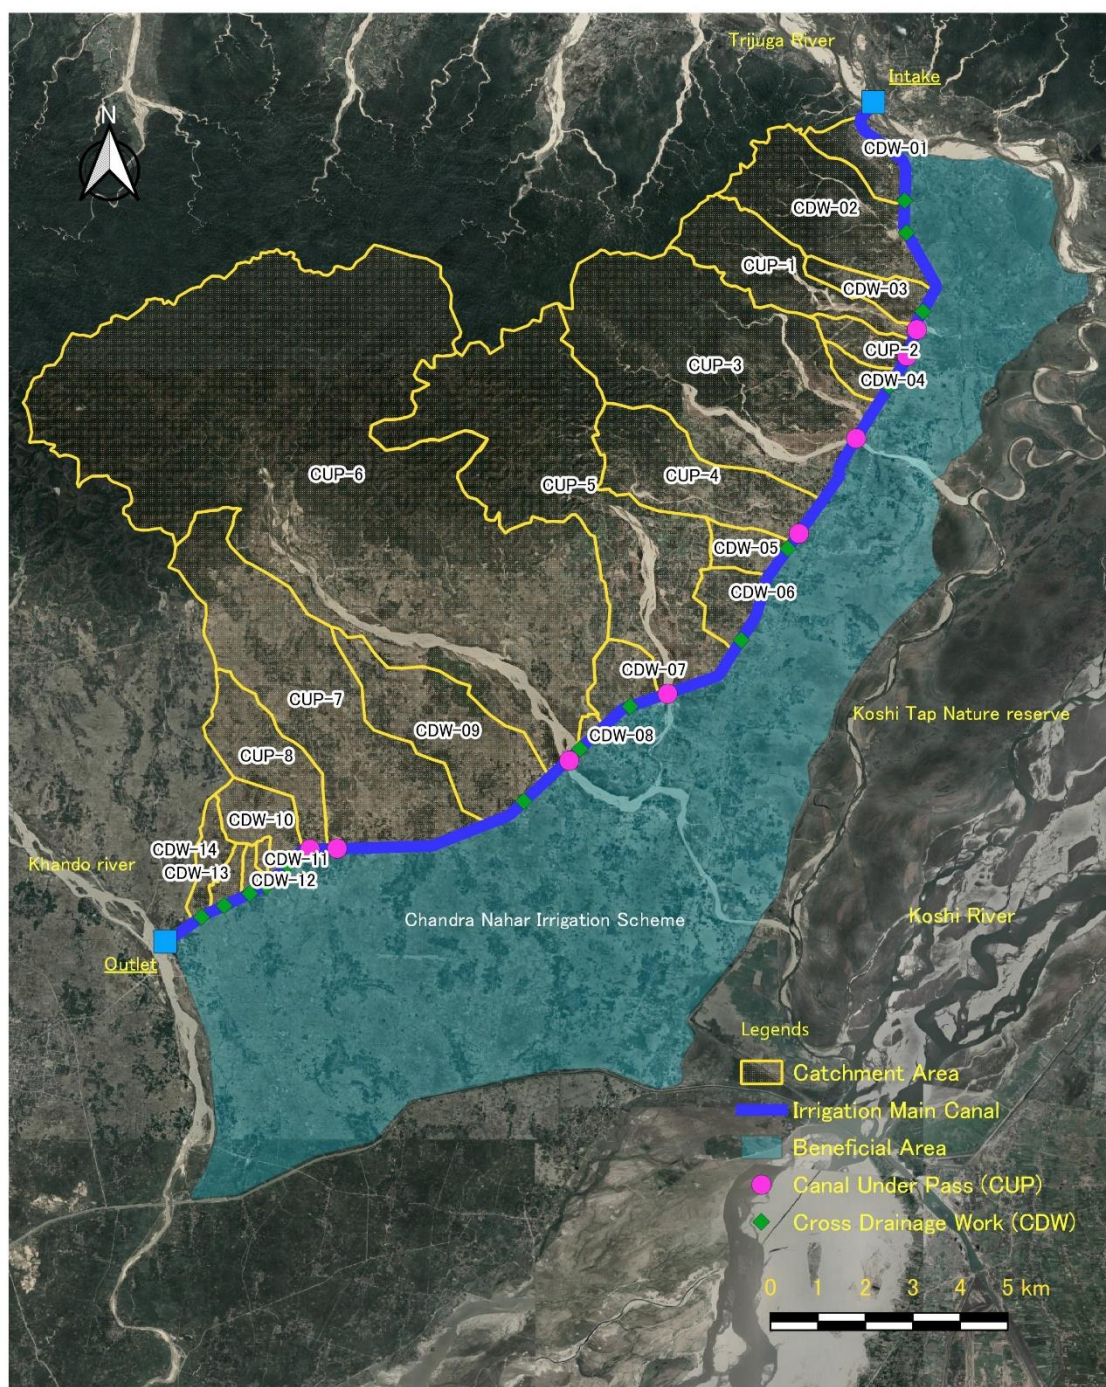 Trijuga River
Intake
N
CDW-01
CDW-02
CUP-1
CDW-03
CUP-2
CUP-3
CDW-04
CUP-4
CUP-6
CUP-5
CDW-05
CDW-06
CDW-07
CUP-7
Koshi Tap Nature reserve
CDW-09
CDW-08
CUP-8
CDW-10
CDW-14
CDW-11
Khando river
CDW-13
CDW-12
Chandra Nahar Irrigation Scheme
Koshi River
Outlet
Legends
Catchment Area
Irrigation Main Canal
Beneficial Area
Canal Under Pass (CUP)
Cross Drainage Work (CDW)
0 1 2 3 4 5 km